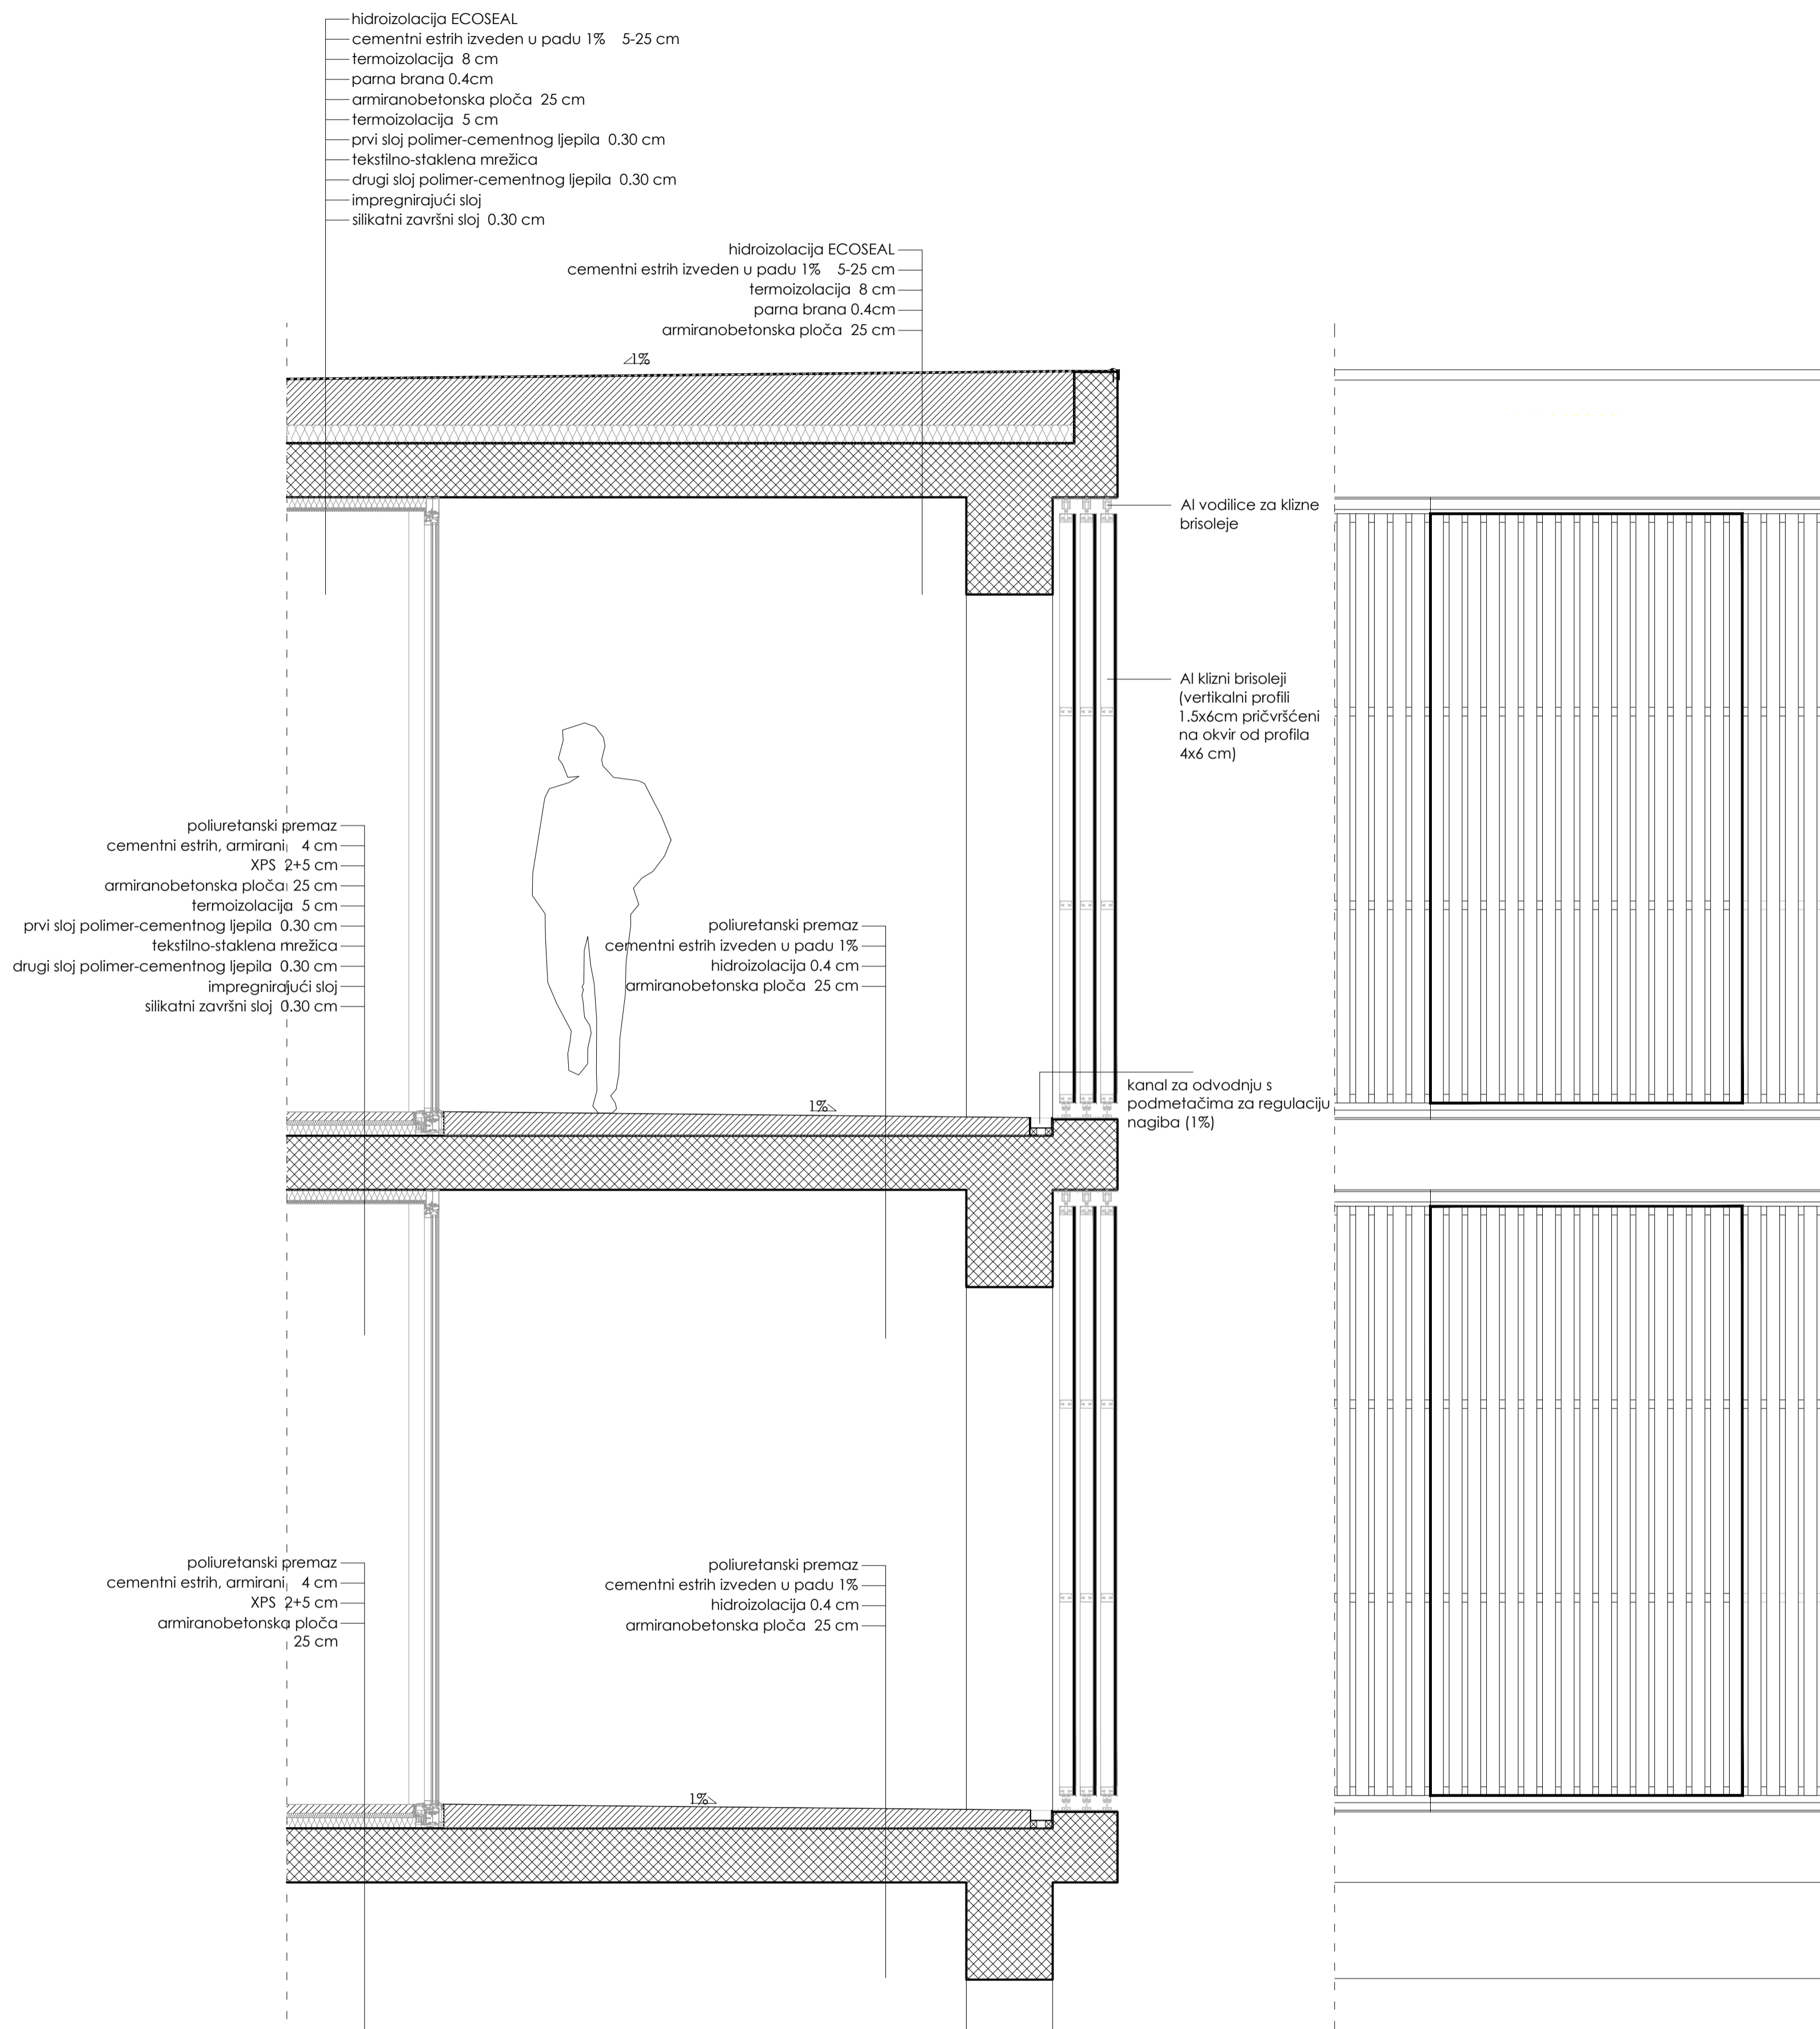 hidroizolacija ECOSEAL
cementni estrih izveden u padu 1% 5-25 cm
termoizolacija 8 cm
parna brana 0.4cm
armiranobetonska ploča 25 cm
termoizolacija 5 cm
prvi sloj polimer-cementnog ljepila 0.30 cm
tekstilno-staklena mrežica
drugi sloj polimer-cementnog ljepila 0.30 cm
impregnirajući sloj
silikatni završni sloj 0.30 cm
hidroizolacija ECOSEAL
cementni estrih izveden u padu 1% 5-25 cm
termoizolacija 8 cm
parna brana 0.4cm
armiranobetonska ploča 25 cm
1%
Al vodilice za klizne
brisoleje
Al klizni brisoleji
(vertikalni profili
1.5x6cm pričvršćeni
na okvir od profila
4x6 cm)
poliuretanski premaz
cementni estrih, armirani 4 cm
XPS 2+5 cm
armiranobetonska ploča 25 cm
termoizolacija 5 cm
prvi sloj polimer-cementnog ljepila 0.30 cm
tekstilno-staklena mrežica
drugi sloj polimer-cementnog ljepila 0.30 cm
impregnirajući sloj
silikatni završni sloj 0.30 cm
poliuretanski premaz
cementni estrih izveden u padu 1%
hidroizolacija 0.4 cm
armiranobetonska ploča 25 cm
1%
kanal za odvodnju s
podmetačima za regulaciju
nagiba (1%)
poliuretanski premaz
cementni estrih, armirani 4 cm
XPS 2+5 cm
armiranobetonska ploča
25 cm
poliuretanski premaz
cementni estrih izveden u padu 1%
hidroizolacija 0.4 cm
armiranobetonska ploča 25 cm
1%